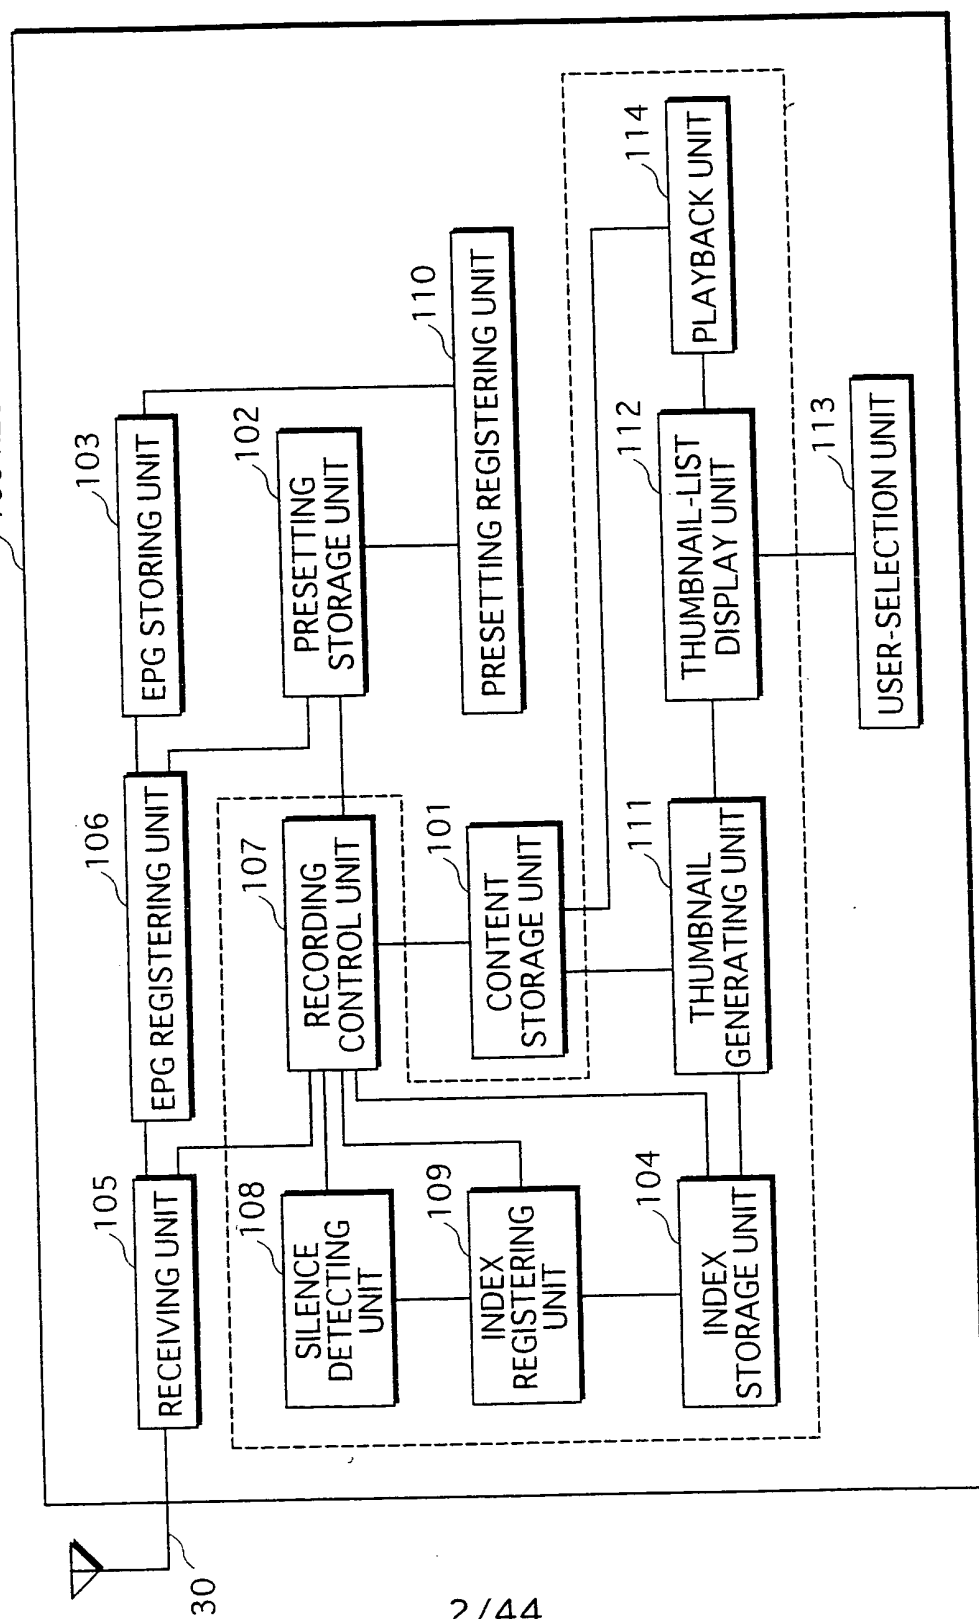 30
105
RECEIVING UNIT
106
EPG REGISTERING UNIT
103
EPG STORING UNIT
108
SILENCE
DETECTING
UNIT
107
RECORDING
CONTROL UNIT
102
PRESETTING
STORAGE UNIT
110
PRESETTING REGISTERING UNIT
109
INDEX
REGISTERING
UNIT
101
CONTENT
STORAGE UNIT
104
INDEX
STORAGE UNIT
111
THUMBNAIL
GENERATING UNIT
112
THUMBNAIL-LIST
DISPLAY UNIT
114
PLAYBACK UNIT
113
USER-SELECTION UNIT
2/44